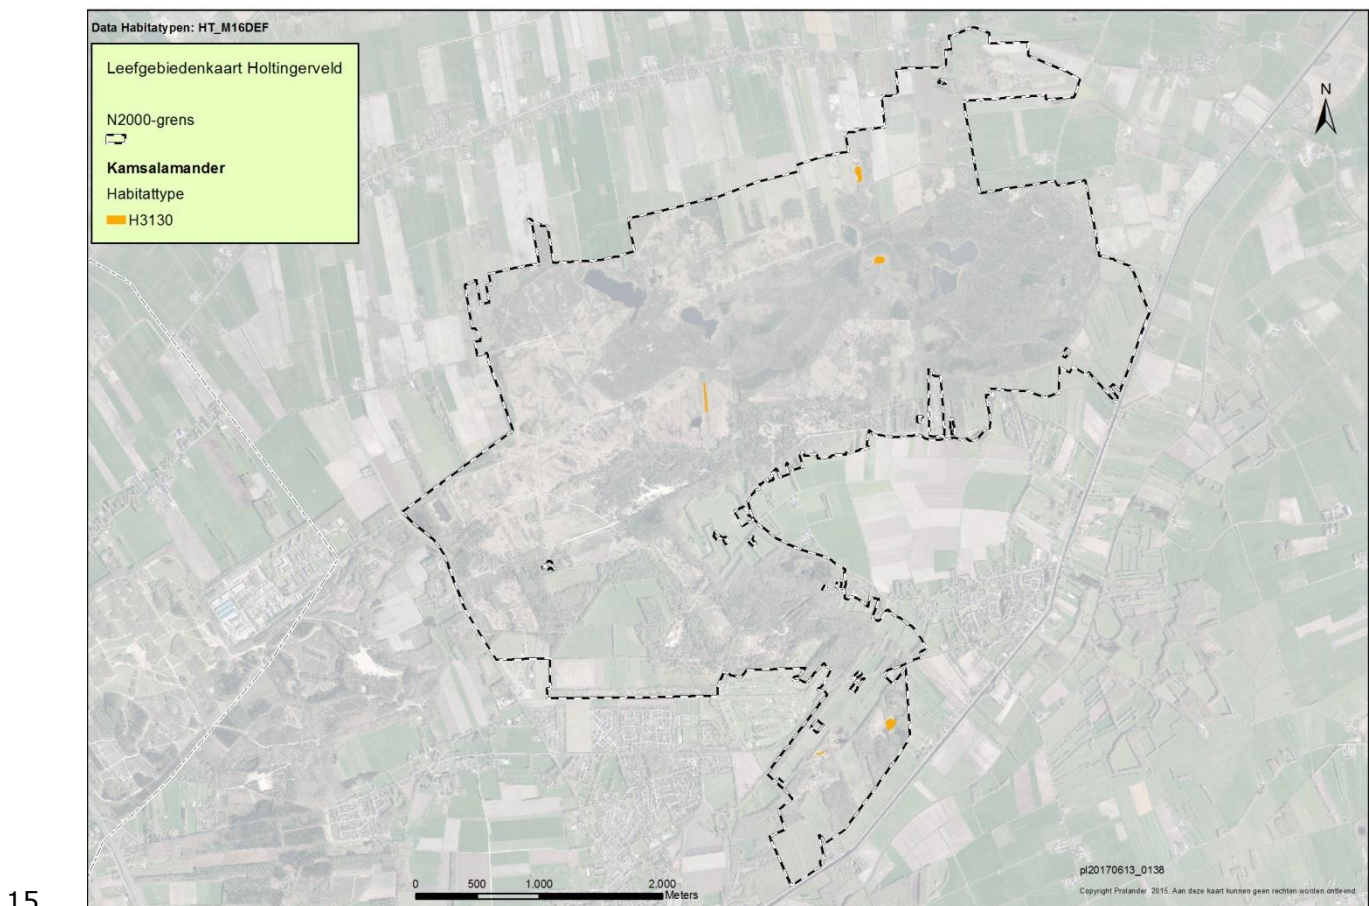 Data Habitatypen: HT_M16DEF
Leefgebiedenkaart Holtingerveld
N2000-grens
Kamsalamander
Habitattype
H3130
N
0 500 1.000 2.000
Meters
pl20170613_0138
Copyright Prolander 2015. Aan deze kaart kunnen geen rechten worden ontleend.
15